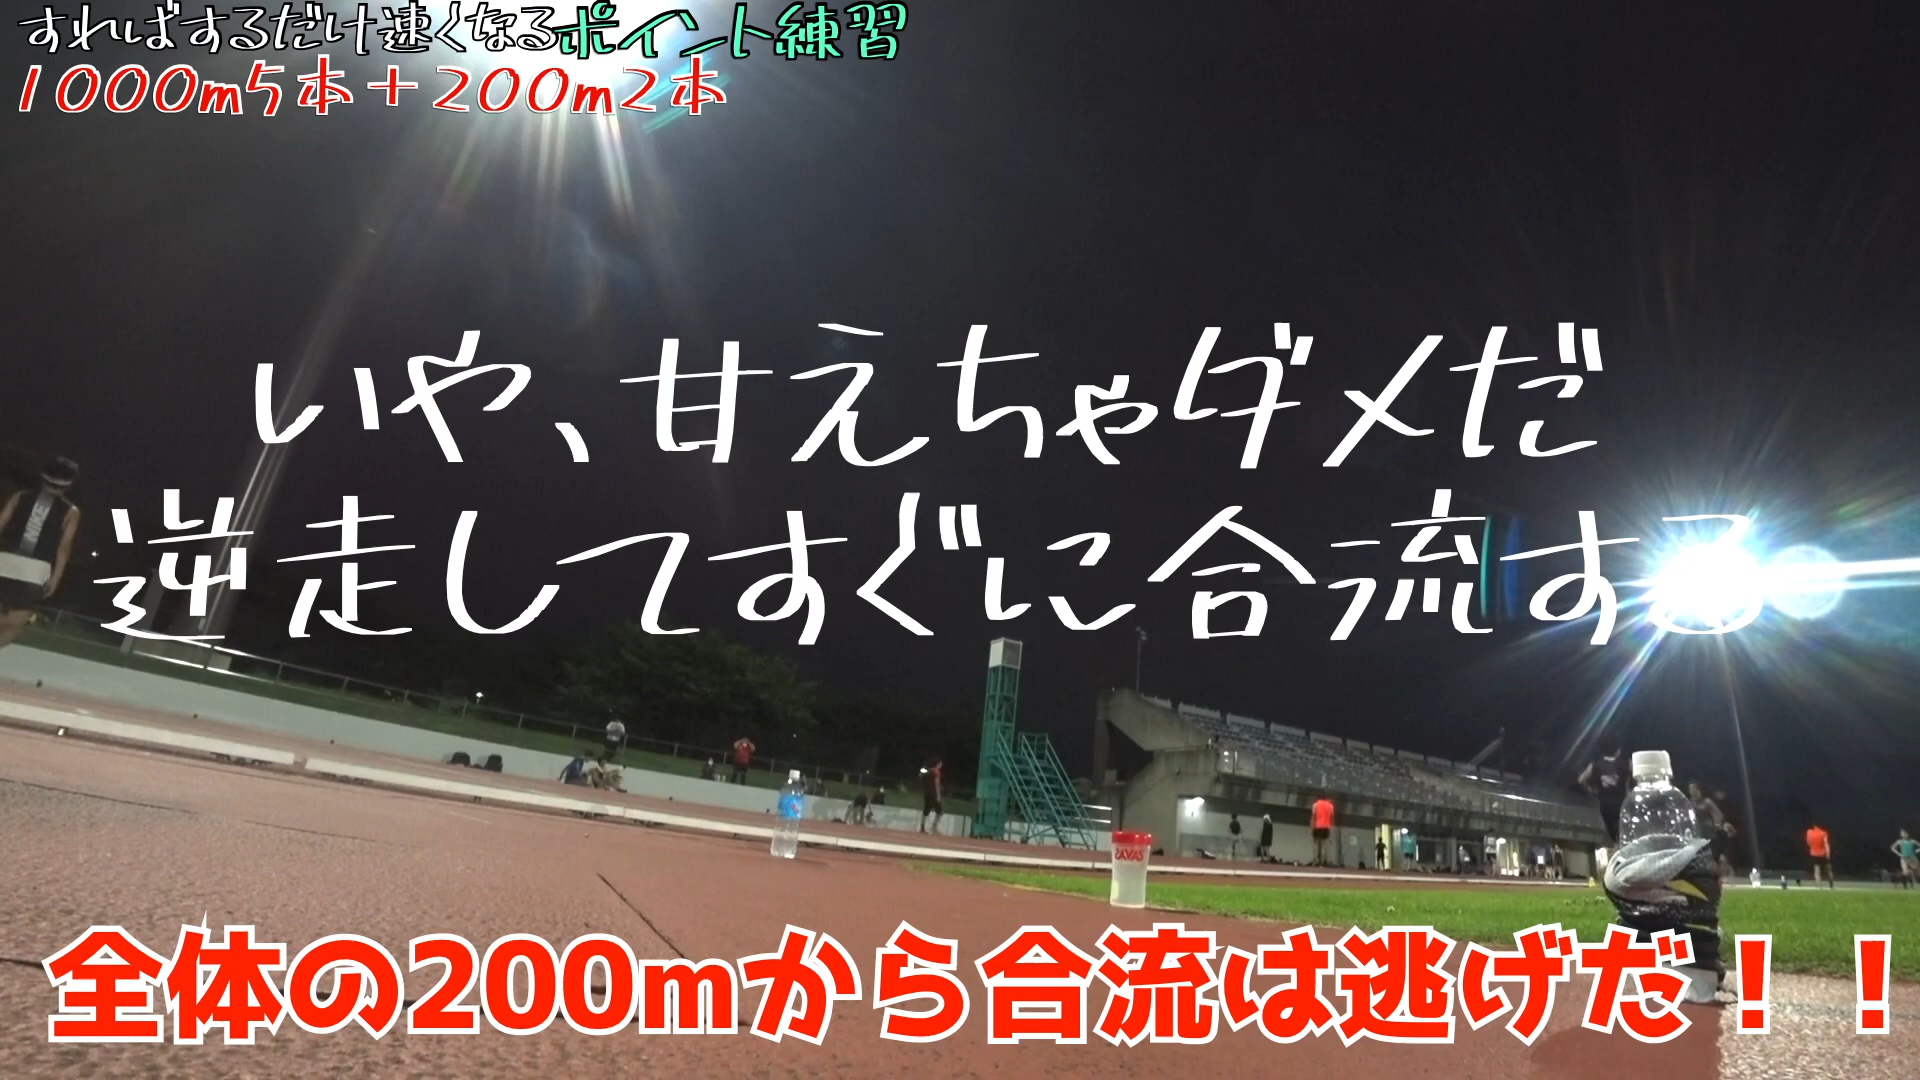 すればするだけ速くなるポイント練習
1000m5本＋200m2本
いや、甘えちゃダメだ
逆走してすぐに合流する
NIKE
SAVAS
全体の200mから合流は逃げだ！！